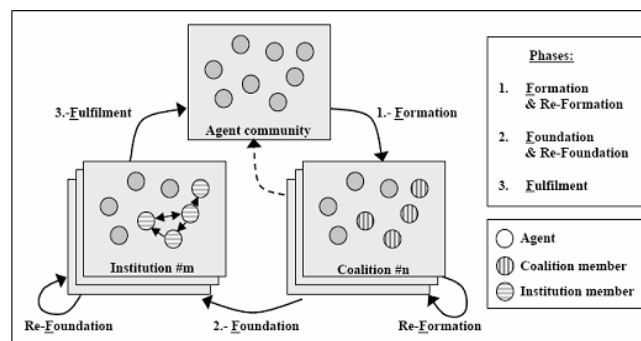 Phases:
1. Formation
& Re-Formation
2. Foundation
& Re-Foundation
3. Fulfilment
3.-Fulfilment
1.- Formation
Agent community
Institution #m
Coalition #n
Re-Foundation
2.- Foundation
Re-Formation
Agent
Coalition member
Institution member